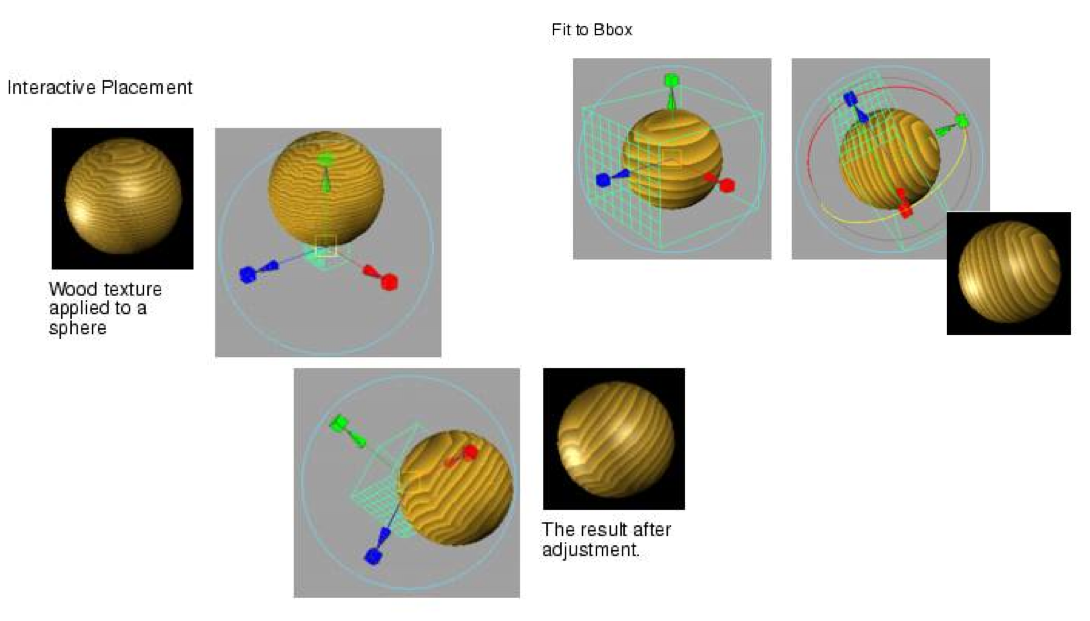 Fit to Bbox
Interactive Placement
Wood texture
applied to a
sphere
The result after
adjustment.